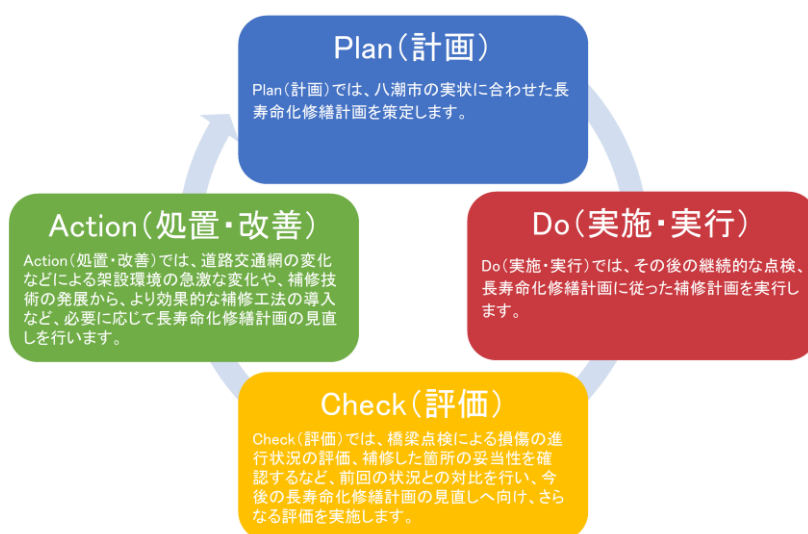 Plan（計画）
Plan（計画）では、八潮市の実状に合わせた長
寿命化修繕計画を策定します。
Do（実施・実行）
Do（実施・実行）では、その後の継続的な点検、
長寿命化修繕計画に従った補修計画を実行し
ます。
Check（評価）
Check（評価）では、橋梁点検による損傷の進
行状況の評価、補修した箇所の妥当性を確
認するなど、前回の状況との対比を行い、今
後の長寿命化修繕計画の見直しへ向け、さら
なる評価を実施します。
Action（処置・改善）
Action（処置・改善）では、道路交通網の変化
などによる架設環境の急激な変化や、補修技
術の発展から、より効果的な補修工法の導入
など、必要に応じて長寿命化修繕計画の見直
しを行います。